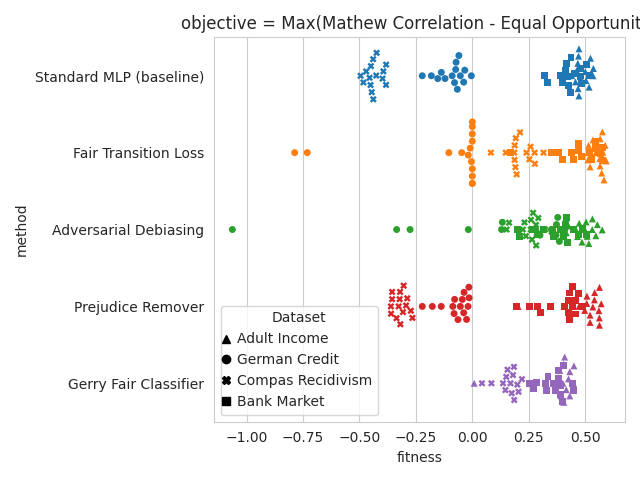 objective = Max(Mathew Correlation - Equal Opportunit
Standard MLP (baseline)
Fair Transition Loss
Adversarial Debiasing
Prejudice Remover
Gerry Fair Classifier
method
Dataset
Adult Income
German Credit
Compas Recidivism
Bank Market
−1.00 −0.75 −0.50 −0.25 0.00 0.25 0.50
fitness